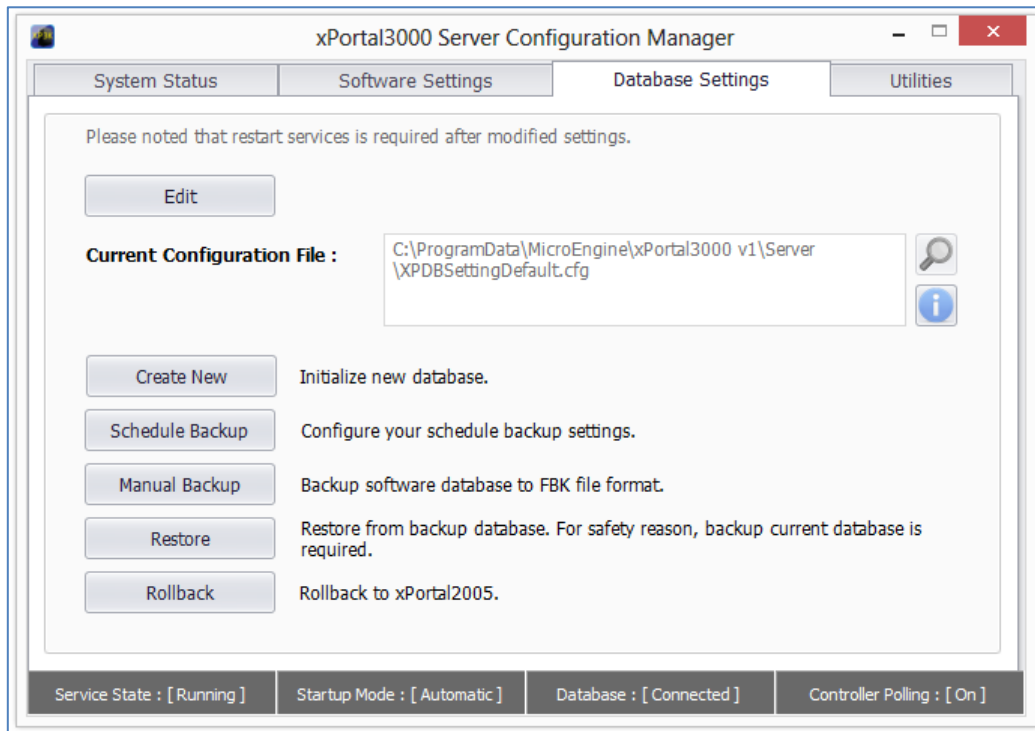 xPortal3000 Server Configuration Manager
System Status
Software Settings
Database Settings
Utilities
Please noted that restart services is required after modified settings.
Edit
Current Configuration File :
C:\ProgramData\MicroEngine\xPortal3000 v1\Server
\XPDBSettingDefault.cfg
Create New
Initialize new database.
Schedule Backup
Configure your schedule backup settings.
Manual Backup
Backup software database to FBK file format.
Restore
Restore from backup database. For safety reason, backup current database is
required.
Rollback
Rollback to xPortal2005.
Service State : [ Running ]
Startup Mode : [ Automatic ]
Database : [ Connected ]
Controller Polling : [ On ]